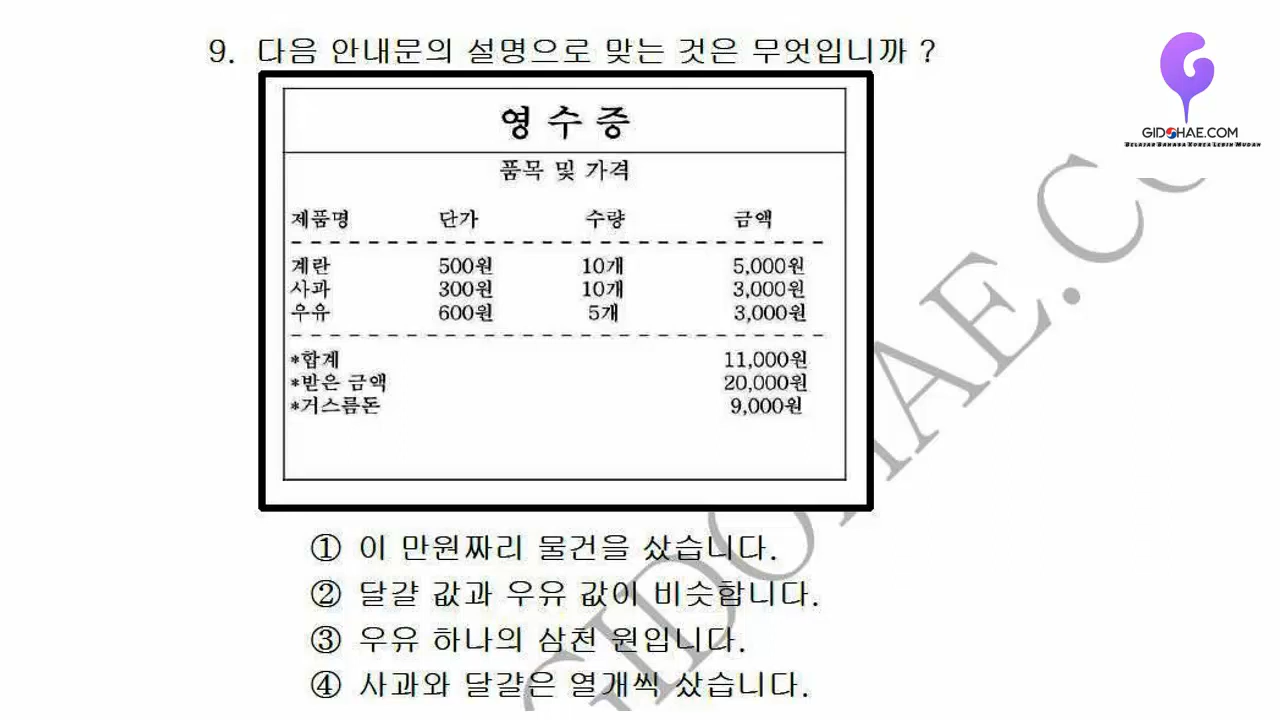 9. 다음 안내문의 설명으로 맞는 것은 무엇입니까 ?
GIDOHAE.COM
BELAJAR BAHASA KOREA LEBIH MUDAH
영 수 증
품목 및 가격
제품명 단가 수량 금액
계란 500원 10개 5,000원
사과 300원 10개 3,000원
우유 600원 5개 3,000원
*합계 11,000원
*받은 금액 20,000원
*거스름돈 9,000원
① 이 만원짜리 물건을 샀습니다.
② 달걀 값과 우유 값이 비슷합니다.
③ 우유 하나의 삼천 원입니다.
④ 사과와 달걀은 열개씩 샀습니다.
GIDOHAE.CO